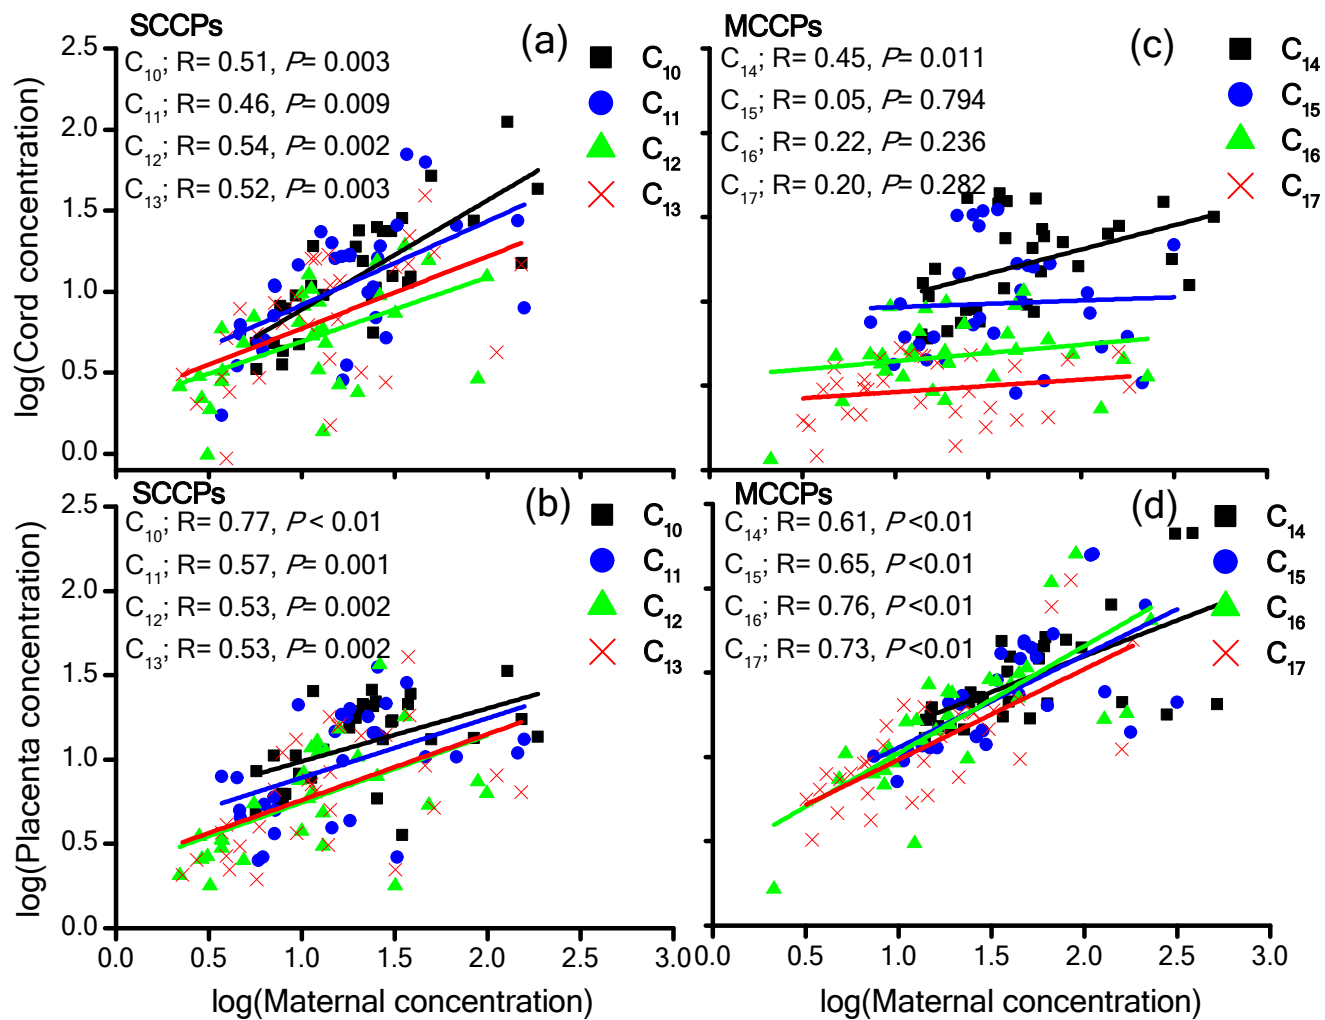 SCCPs
(a)
C10; R= 0.51, P= 0.003
C11; R= 0.46, P= 0.009
C12; R= 0.54, P= 0.002
C13; R= 0.52, P= 0.003
C10
C11
C12
C13
2.5
2.0
1.5
1.0
0.5
0.0
log(Cord concentration)
MCCPs
(c)
C14; R= 0.45, P= 0.011
C15; R= 0.05, P= 0.794
C16; R= 0.22, P= 0.236
C17; R= 0.20, P= 0.282
C14
C15
C16
C17
SCCPs
(b)
C10; R= 0.77, P< 0.01
C11; R= 0.57, P= 0.001
C12; R= 0.53, P= 0.002
C13; R= 0.53, P= 0.002
C10
C11
C12
C13
2.5
2.0
1.5
1.0
0.5
0.0
log(Placenta concentration)
0.0 0.5 1.0 1.5 2.0 2.5 3.0
log(Maternal concentration)
MCCPs
(d)
C14; R= 0.61, P<0.01
C15; R= 0.65, P<0.01
C16; R= 0.76, P<0.01
C17; R= 0.73, P<0.01
C14
C15
C16
C17
0.0 0.5 1.0 1.5 2.0 2.5 3.0
log(Maternal concentration)